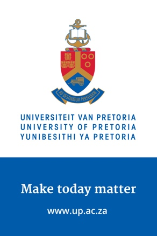 UNIVERSITEIT VAN PRETORIA
UNIVERSITY OF PRETORIA
YUNIBESITHI YA PRETORIA
Make today matter
www.up.ac.za